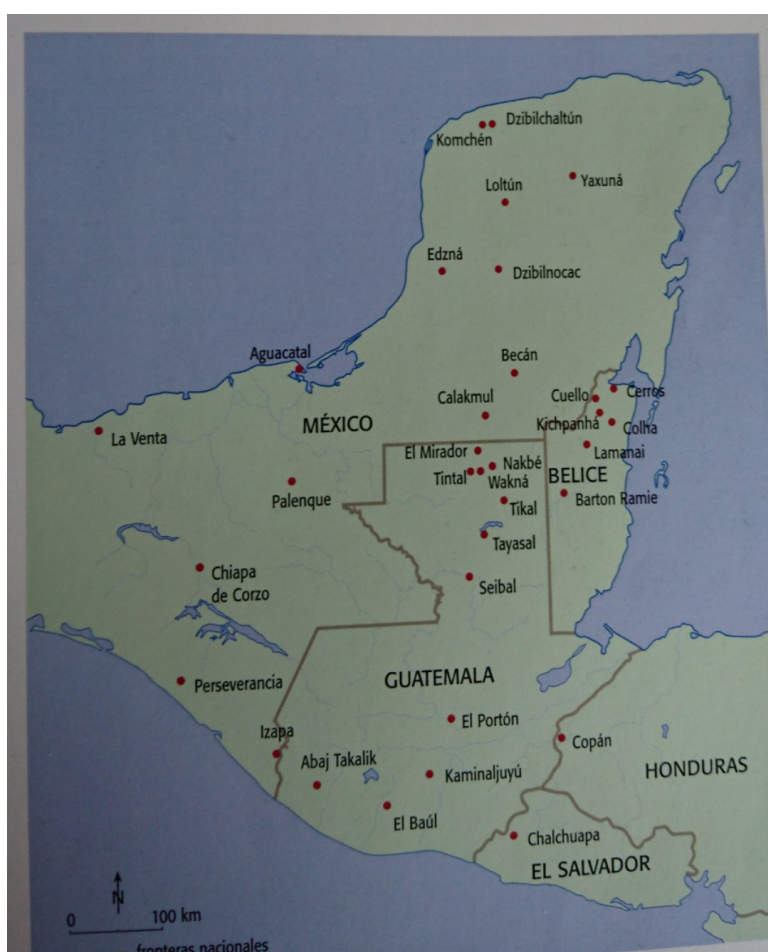 Dzibilchaltún
Komchén
Yaxuná
Loltún
Edzná
Dzibilnocac
Aguacatal
Becán
Calakmul
Cuello
Cerros
MÉXICO
Kichpanhá
Colha
La Venta
El Mirador
Lamanai
Nakbé
Tintal
Wakná
BELICE
Palenque
Tikal
Barton Ramie
Tayasal
Chiapa
de Corzo
Seibal
Perseverancia
GUATEMALA
El Portón
Izapa
Copán
Abaj Takalik
Kaminaljuyú
HONDURAS
El Baúl
Chalchuapa
EL SALVADOR
N
0 100 km
fronteras nacionales